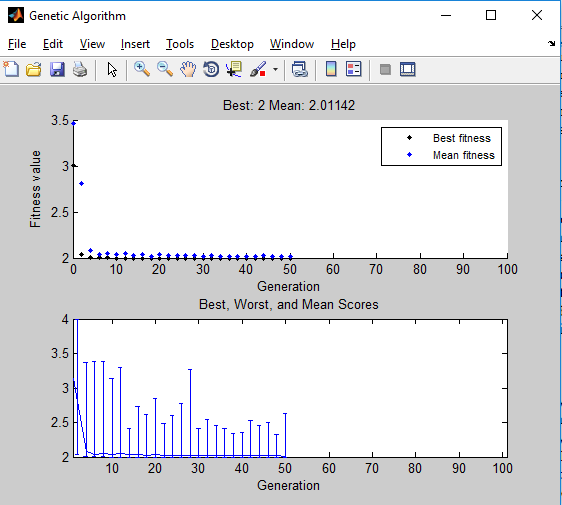 Genetic Algorithm
File Edit View Insert Tools Desktop Window Help
Best: 2 Mean: 2.01142
3.5
3
2.5
2
Fitness value
Best fitness
Mean fitness
0 10 20 30 40 50 60 70 80 90 100
Generation
Best, Worst, and Mean Scores
4
3.5
3
2.5
2
10 20 30 40 50 60 70 80 90 100
Generation